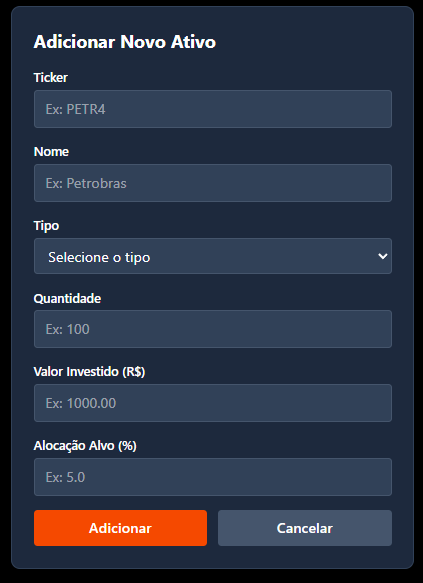 Adicionar Novo Ativo
Ticker
Ex: PETR4
Nome
Ex: Petrobras
Tipo
Selecione o tipo
Quantidade
Ex: 100
Valor Investido (R$)
Ex: 1000.00
Alocação Alvo (%)
Ex: 5.0
Adicionar Cancelar